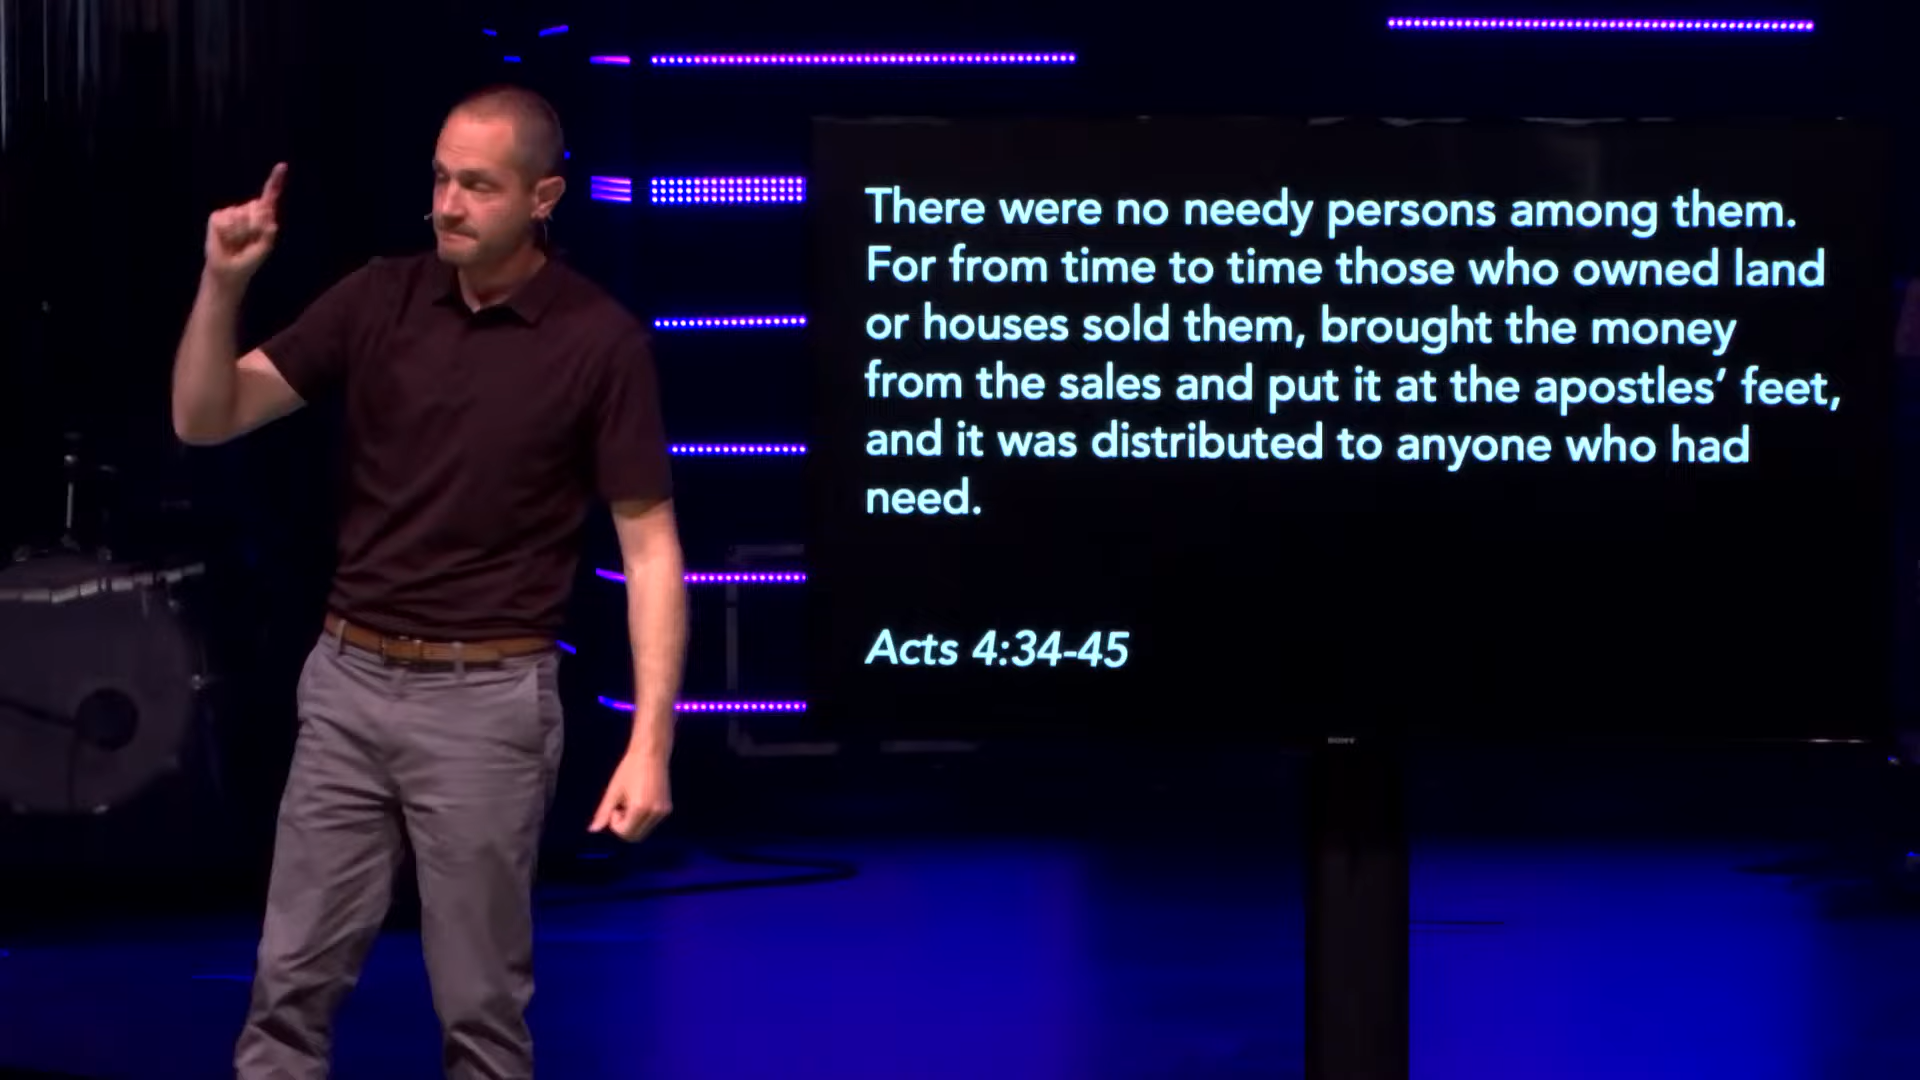 There were no needy persons among them.
For from time to time those who owned land
or houses sold them, brought the money
from the sales and put it at the apostles’ feet,
and it was distributed to anyone who had
need.
Acts 4:34-45
SONY